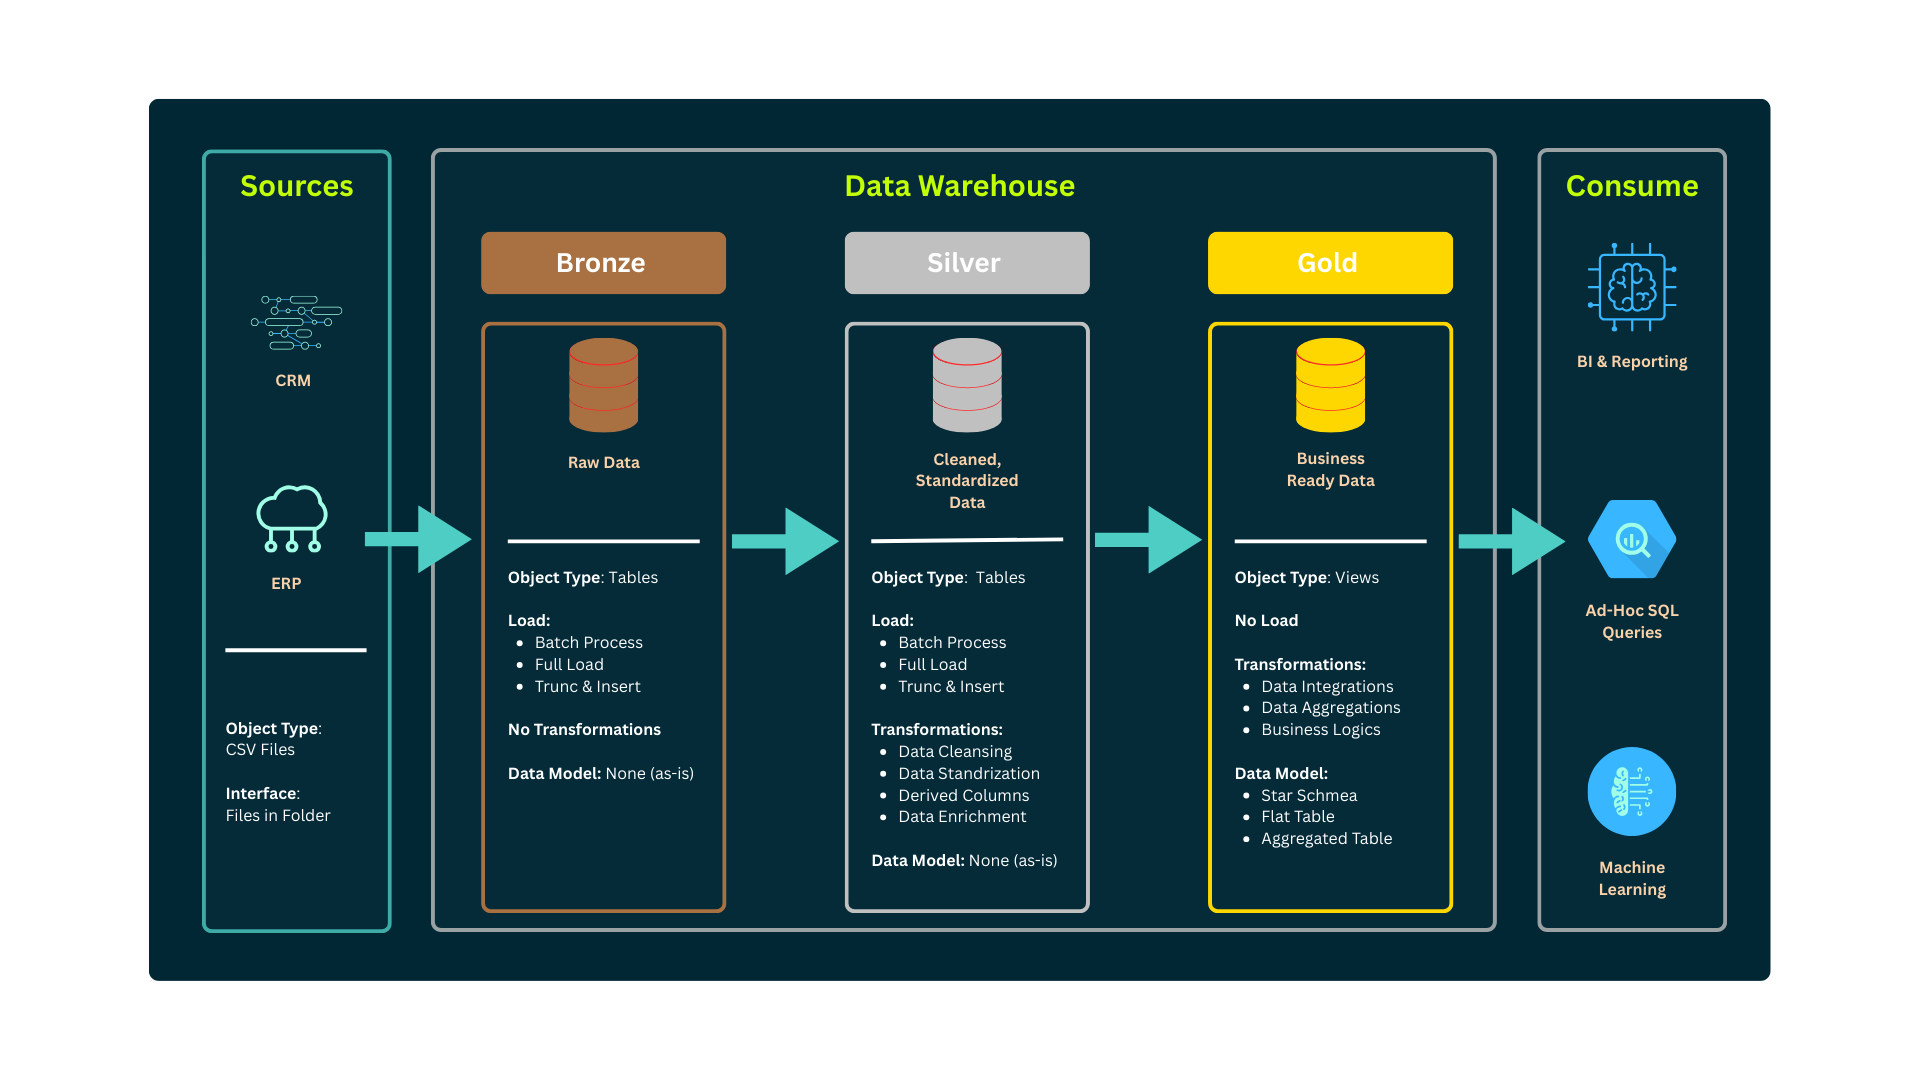 Sources
CRM
ERP
Object Type:
CSV Files
Interface:
Files in Folder
Data Warehouse
Bronze
Raw Data
Object Type: Tables
Load:
Batch Process
Full Load
Trunc & Insert
No Transformations
Data Model: None (as-is)
Silver
Cleaned,
Standardized
Data
Object Type:  Tables
Load:
Batch Process
Full Load
Trunc & Insert
Transformations:
Data Cleansing
Data Standrization
Derived Columns
Data Enrichment
Data Model: None (as-is)
Gold
Business
Ready Data
Object Type: Views
No Load
Transformations:
Data Integrations
Data Aggregations
Business Logics
Data Model:
Star Schmea
Flat Table
Aggregated Table
Consume
BI & Reporting
Ad-Hoc SQL
Queries
Machine
Learning